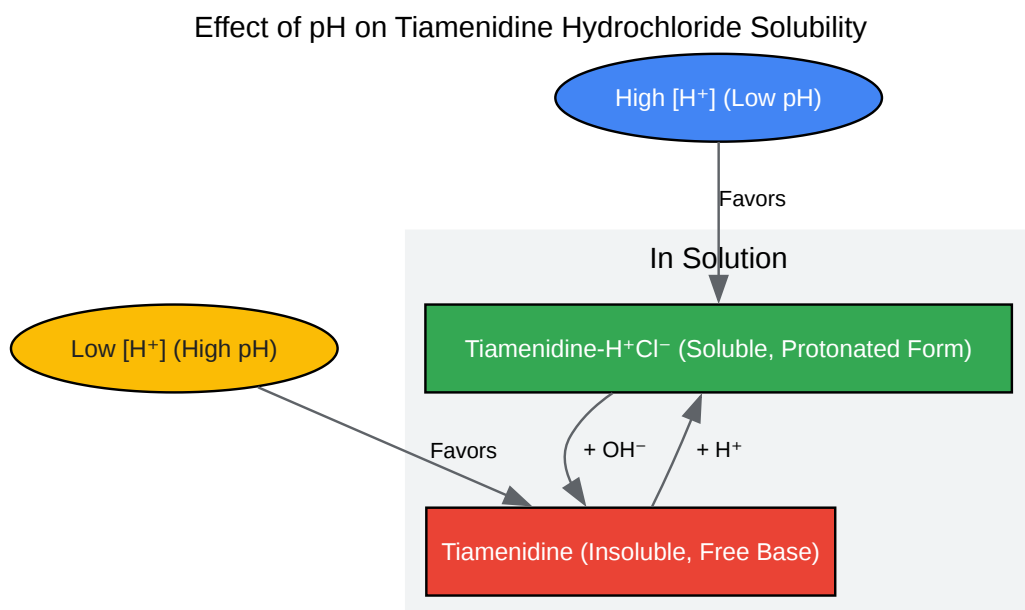 Effect of pH on Tiamenidine Hydrochloride Solubility
High [H⁺] (Low pH)
Favors
In Solution
Low [H⁺] (High pH)
Tiamenidine-H⁺Cl⁻ (Soluble, Protonated Form)
Favors
+ OH⁻
+ H⁺
Tiamenidine (Insoluble, Free Base)